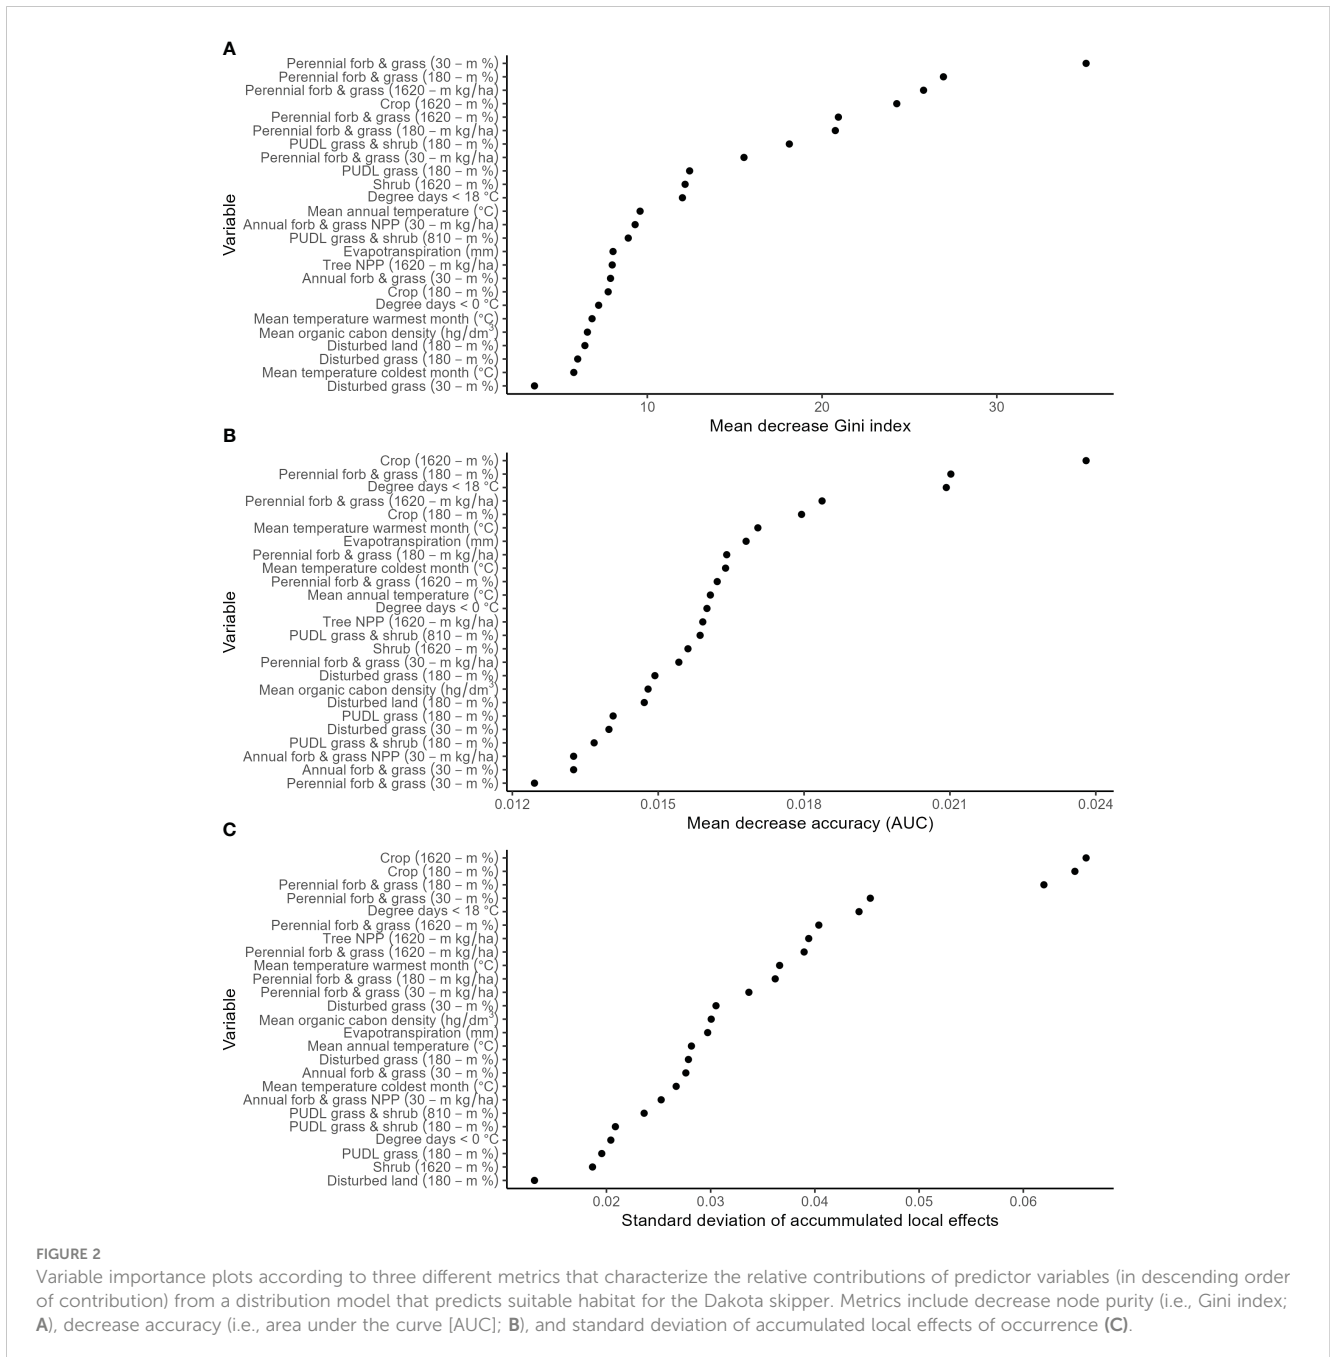 A
Perennial forb & grass (30 – m %)
Perennial forb & grass (180 – m %)
Perennial forb & grass (1620 – m kg/ha)
Crop (1620 – m %)
Perennial forb & grass (1620 – m %)
Perennial forb & grass (180 – m kg/ha)
PUDL grass & shrub (180 – m %)
Perennial forb & grass (30 – m kg/ha)
PUDL grass (180 – m %)
Shrub (1620 – m %)
Degree days < 18 °C
Mean annual temperature (°C)
Annual forb & grass NPP (30 – m kg/ha)
PUDL grass & shrub (810 – m %)
Evapotranspiration (mm)
Tree NPP (1620 – m kg/ha)
Annual forb & grass (30 – m %)
Crop (180 – m %)
Degree days < 0 °C
Mean temperature warmest month (°C)
Mean organic cabon density (hg/dm³)
Disturbed land (180 – m %)
Disturbed grass (180 – m %)
Mean temperature coldest month (°C)
Disturbed grass (30 – m %)
Variable
10 20 30
Mean decrease Gini index
B
Crop (1620 – m %)
Perennial forb & grass (180 – m %)
Degree days < 18 °C
Perennial forb & grass (1620 – m kg/ha)
Crop (180 – m %)
Mean temperature warmest month (°C)
Evapotranspiration (mm)
Perennial forb & grass (180 – m kg/ha)
Mean temperature coldest month (°C)
Perennial forb & grass (1620 – m %)
Mean annual temperature (°C)
Degree days < 0 °C
Tree NPP (1620 – m kg/ha)
PUDL grass & shrub (810 – m %)
Shrub (1620 – m %)
Perennial forb & grass (30 – m kg/ha)
Disturbed grass (180 – m %)
Mean organic cabon density (hg/dm³)
Disturbed land (180 – m %)
PUDL grass (180 – m %)
Disturbed grass (30 – m %)
PUDL grass & shrub (180 – m %)
Annual forb & grass NPP (30 – m kg/ha)
Annual forb & grass (30 – m %)
Perennial forb & grass (30 – m %)
Variable
0.012 0.015 0.018 0.021 0.024
Mean decrease accuracy (AUC)
C
Crop (1620 – m %)
Crop (180 – m %)
Perennial forb & grass (180 – m %)
Perennial forb & grass (30 – m %)
Degree days < 18 °C
Perennial forb & grass (1620 – m %)
Tree NPP (1620 – m kg/ha)
Perennial forb & grass (1620 – m kg/ha)
Mean temperature warmest month (°C)
Perennial forb & grass (180 – m kg/ha)
Perennial forb & grass (30 – m kg/ha)
Disturbed grass (30 – m %)
Mean organic cabon density (hg/dm³)
Evapotranspiration (mm)
Mean annual temperature (°C)
Disturbed grass (180 – m %)
Annual forb & grass (30 – m %)
Mean temperature coldest month (°C)
Annual forb & grass NPP (30 – m kg/ha)
PUDL grass & shrub (810 – m %)
PUDL grass & shrub (180 – m %)
Degree days < 0 °C
PUDL grass (180 – m %)
Shrub (1620 – m %)
Disturbed land (180 – m %)
Variable
0.02 0.03 0.04 0.05 0.06
Standard deviation of accummulated local effects
FIGURE 2
Variable importance plots according to three different metrics that characterize the relative contributions of predictor variables (in descending order
of contribution) from a distribution model that predicts suitable habitat for the Dakota skipper. Metrics include decrease node purity (i.e., Gini index;
A), decrease accuracy (i.e., area under the curve [AUC]; B), and standard deviation of accumulated local effects of occurrence (C).